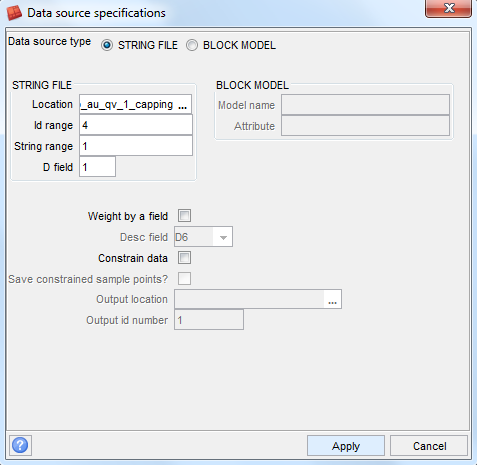 Data source specifications
Data source type STRING FILE BLOCK MODEL
STRING FILE
Location _au_qv_1_capping ...
Id range 4
String range 1
D field 1
BLOCK MODEL
Model name
Attribute
Weight by a field
Desc field D6
Constrain data
Save constrained sample points?
Output location ...
Output id number 1
? Apply Cancel